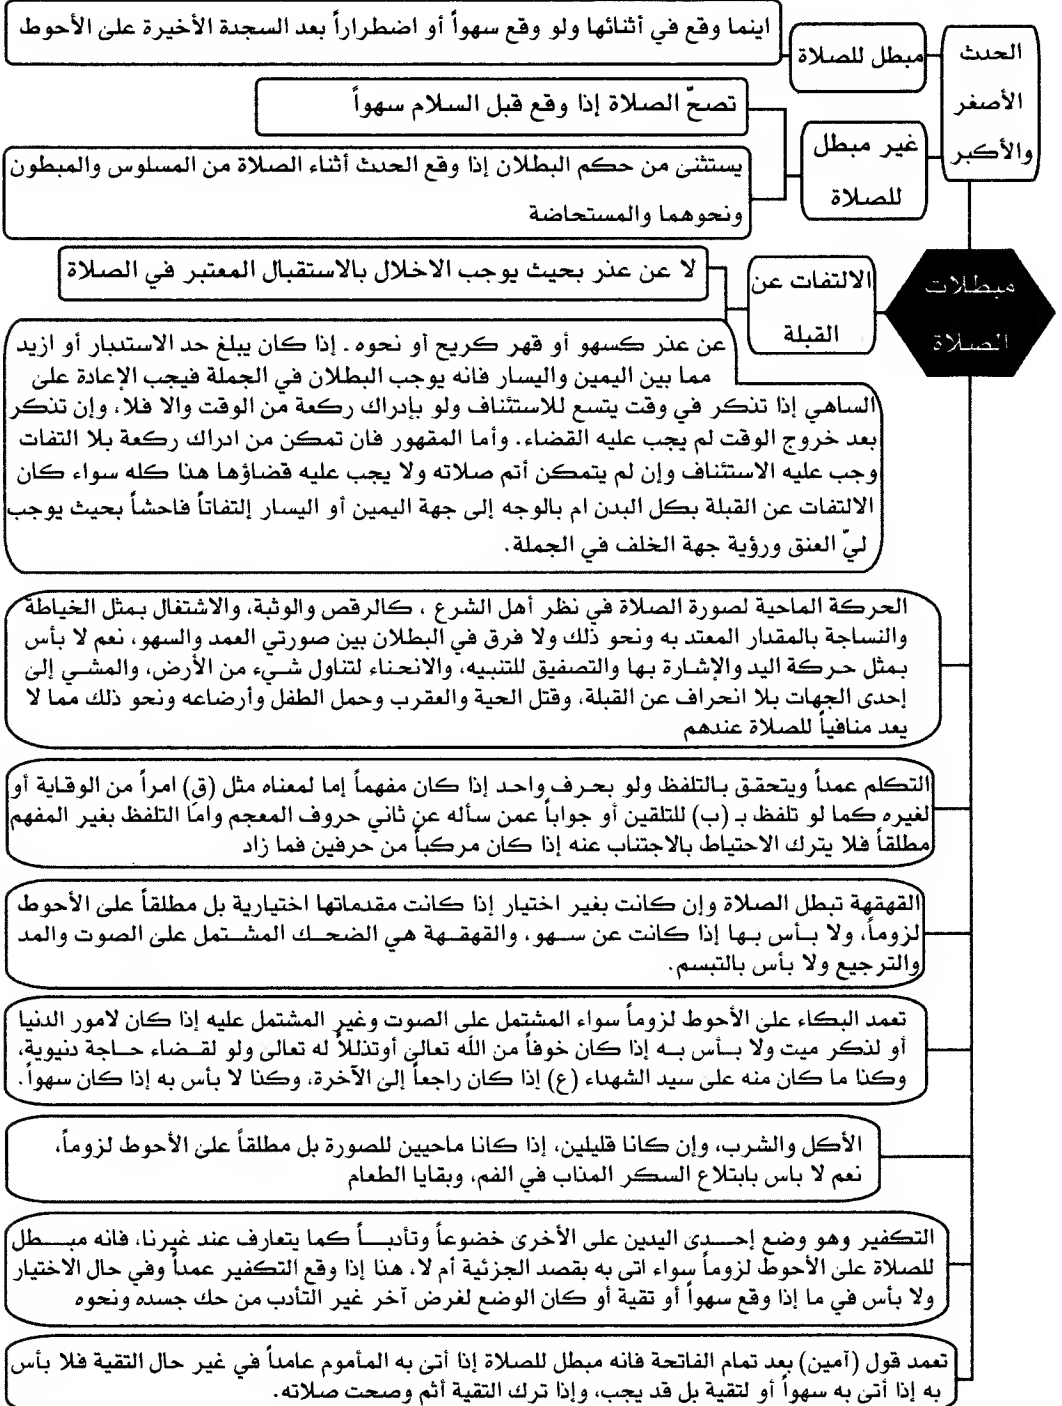 الحدث
الأصغر
والأكبر
مبطل للصلاة
اينما وقع في أثنائها ولو وقع سهواً أو اضطراراً بعد السجدة الأخيرة على الأحوط
غير مبطل
للصلاة
تصحّ الصلاة إذا وقع قبل السلام سهواً
يستثنى من حكم البطلان إذا وقع الحدث أثناء الصلاة من المسلوس والمبطون
ونحوهما والمستحاضة
مبطلات
الصلاة
الالتفات عن
القبلة
لا عن عذر بحيث يوجب الاخلال بالاستقبال المعتبر في الصلاة
عن عذر كسهو أو قهر كريح أو نحوه. إذا كان يبلغ حد الاستدبار أو ازيد
مما بين اليمين واليسار فانه يوجب البطلان في الجملة فيجب الإعادة على
الساهي إذا تذكر في وقت يتسع للاستئناف ولو بإدراك ركعة من الوقت والا فلا، وإن تذكر
بعد خروج الوقت لم يجب عليه القضاء. وأما المقهور فان تمكن من ادراك ركعة بلا التفات
وجب عليه الاستئناف وإن لم يتمكن أتم صلاته ولا يجب عليه قضاؤها هذا كله سواء كان
الالتفات عن القبلة بكل البدن ام بالوجه إلى جهة اليمين أو اليسار إلتفاتاً فاحشاً بحيث يوجب
ليّ العنق ورؤية جهة الخلف في الجملة.
الحركة الماحية لصورة الصلاة في نظر أهل الشرع ، كالرقص والوثبة، والاشتغال بمثل الخياطة
والنساجة بالمقدار المعتد به ونحو ذلك ولا فرق في البطلان بين صورتي العمد والسهو، نعم لا بأس
بمثل حركة اليد والإشارة بها والتصفيق للتنبيه، والانحناء لتناول شيء من الأرض، والمشي إلى
إحدى الجهات بلا انحراف عن القبلة، وقتل الحية والعقرب وحمل الطفل وأرضاعه ونحو ذلك مما لا
يعد منافياً للصلاة عندهم
التكلم عمداً ويتحقق بالتلفظ ولو بحرف واحد إذا كان مفهماً إما لمعناه مثل (قِ) امراً من الوقاية أو
لغيره كما لو تلفظ بـ (ب) للتلقين أو جواباً عمن سأله عن ثاني حروف المعجم واما التلفظ بغير المفهم
مطلقاً فلا يترك الاحتياط بالاجتناب عنه إذا كان مركباً من حرفين فما زاد
القهقهة تبطل الصلاة وإن كانت بغير اختيار إذا كانت مقدماتها اختيارية بل مطلقاً على الأحوط
لزوماً، ولا بأس بها إذا كانت عن سهو، والقهقهة هي الضحك المشتمل على الصوت والمد
والترجيع ولا بأس بالتبسم.
تعمد البكاء على الأحوط لزوماً سواء المشتمل على الصوت وغير المشتمل عليه إذا كان لامور الدنيا
أو لذكر ميت ولا بأس به إذا كان خوفاً من الله تعالى أوتذللاً له تعالى ولو لقضاء حاجة دنيوية،
وكذا ما كان منه على سيد الشهداء (ع) إذا كان راجعاً إلى الآخرة، وكذا لا بأس به إذا كان سهواً.
الأكل والشرب، وإن كانا قليلين، إذا كانا ماحيين للصورة بل مطلقاً على الأحوط لزوماً،
نعم لا باس بابتلاع السكر المذاب في الفم، وبقايا الطعام
التكفير وهو وضع إحدى اليدين على الأخرى خضوعاً وتأدباً كما يتعارف عند غيرنا، فانه مبطل
للصلاة على الأحوط لزوماً سواء اتى به بقصد الجزئية أم لا، هذا إذا وقع التكفير عمداً وفي حال الاختيار
ولا بأس في ما إذا وقع سهواً أو تقية أو كان الوضع لغرض آخر غير التأدب من حك جسده ونحوه
تعمد قول (آمين) بعد تمام الفاتحة فانه مبطل للصلاة إذا أتى به المأموم عامداً في غير حال التقية فلا بأس
به إذا أتى به سهواً أو لتقية بل قد يجب، وإذا ترك التقية أثم وصحت صلاته.